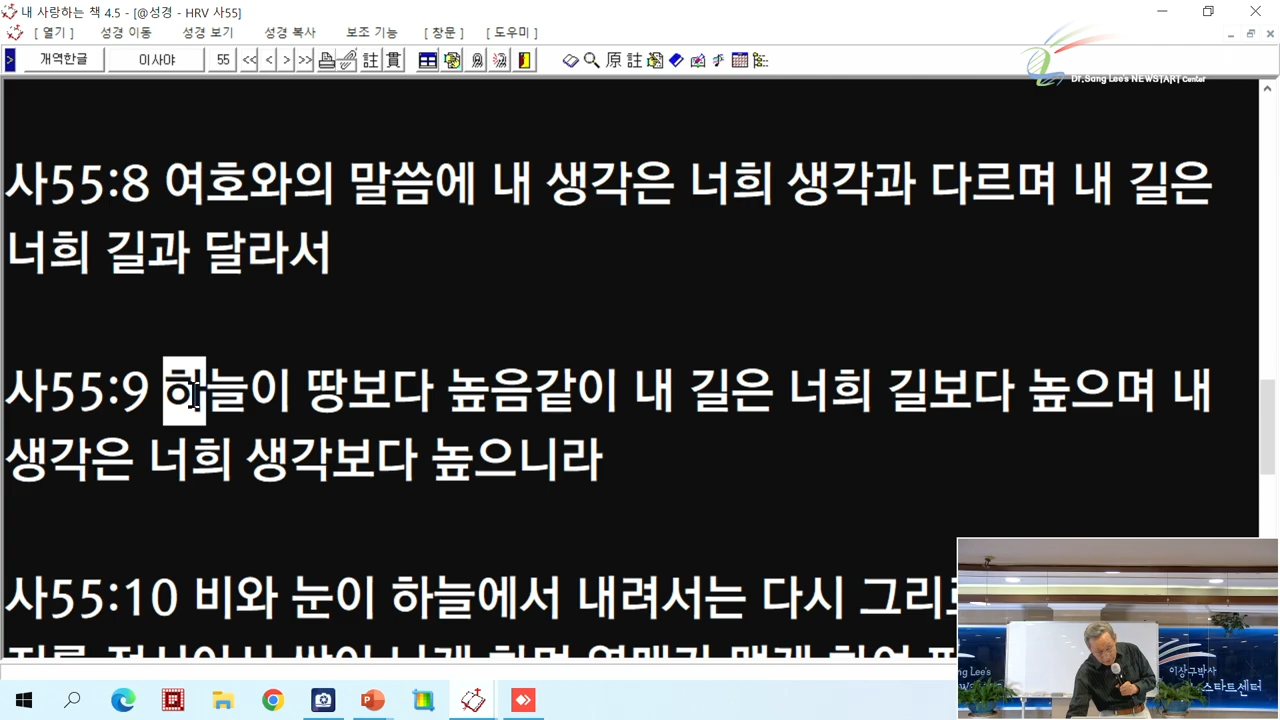 내 사랑하는 책 4.5 - [@성경 - HRV 사55]
[ 열기 ] 성경 이동 성경 보기 성경 복사 보조 기능 [ 창문 ] [ 도우미 ]
개역한글 이사야 55 << < > >> 註 貫 原 註
Dr.Sang Lee's NEWSTART Center
사55:8 여호와의 말씀에 내 생각은 너희 생각과 다르며 내 길은
너희 길과 달라서
사55:9 하늘이 땅보다 높음같이 내 길은 너희 길보다 높으며 내
생각은 너희 생각보다 높으니라
사55:10 비와 눈이 하늘에서 내려서는 다시
이상구박사
스타트센터